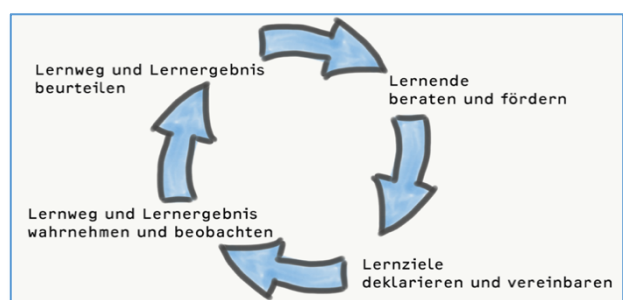 Lernweg und Lernergebnis
beurteilen
Lernende
beraten und fördern
Lernweg und Lernergebnis
wahrnehmen und beobachten
Lernziele
deklarieren und vereinbaren